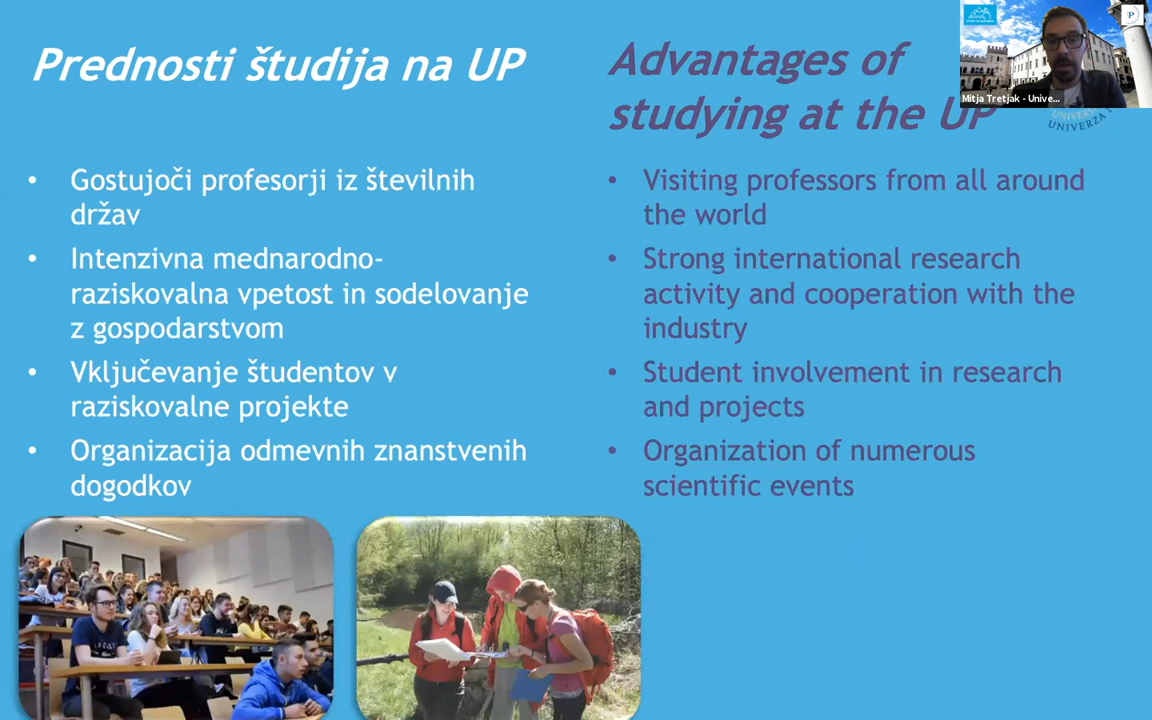 Prednosti študija na UP
Gostujoči profesorji iz številnih
držav
Intenzivna mednarodno-
raziskovalna vpetost in sodelovanje
z gospodarstvom
Vključevanje študentov v
raziskovalne projekte
Organizacija odmevnih znanstvenih
dogodkov
Advantages of
studying at the UP
Visiting professors from all around
the world
Strong international research
activity and cooperation with the
industry
Student involvement in research
and projects
Organization of numerous
scientific events
Mitja Tretjak - Unive...
UNIVERZA